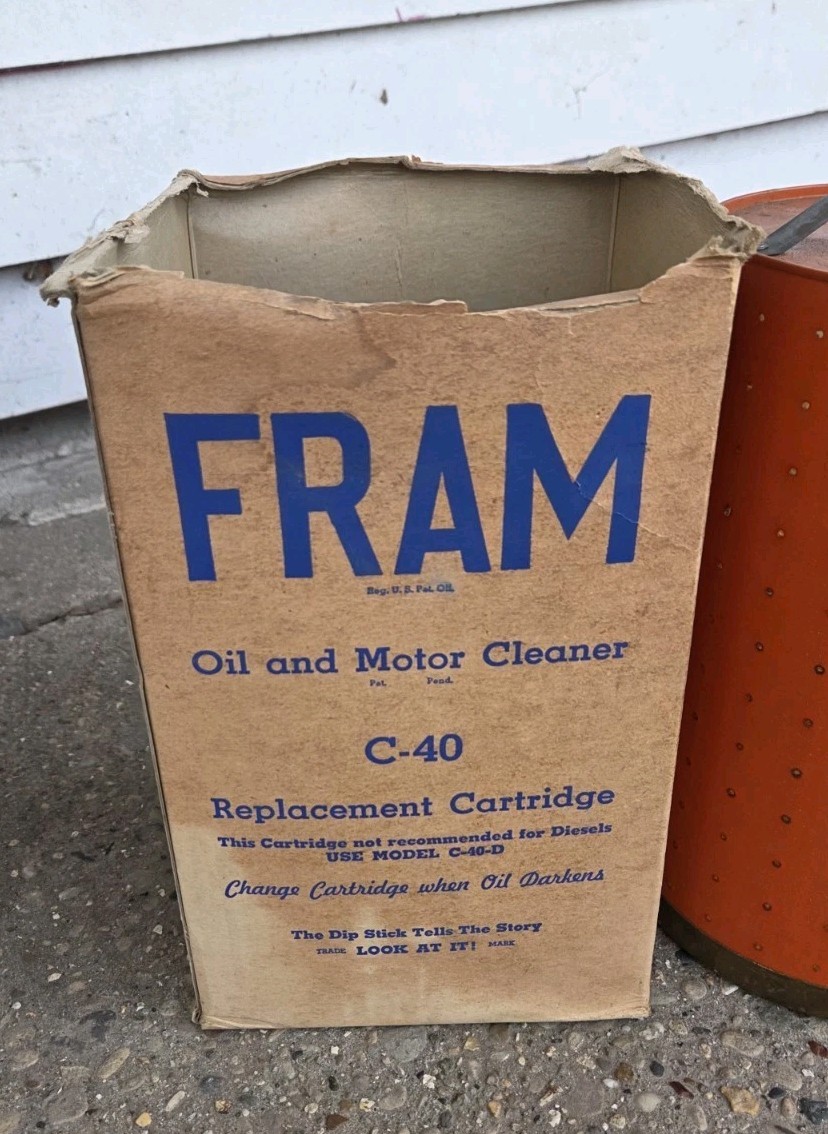 FRAM
Reg. U. S. Pat. Off.
Oil and Motor Cleaner
Pat. Pend.
C-40
Replacement Cartridge
This Cartridge not recommended for Diesels
USE MODEL C-40-D
Change Cartridge when Oil Darkens
The Dip Stick Tells The Story
TRADE LOOK AT IT! MARK